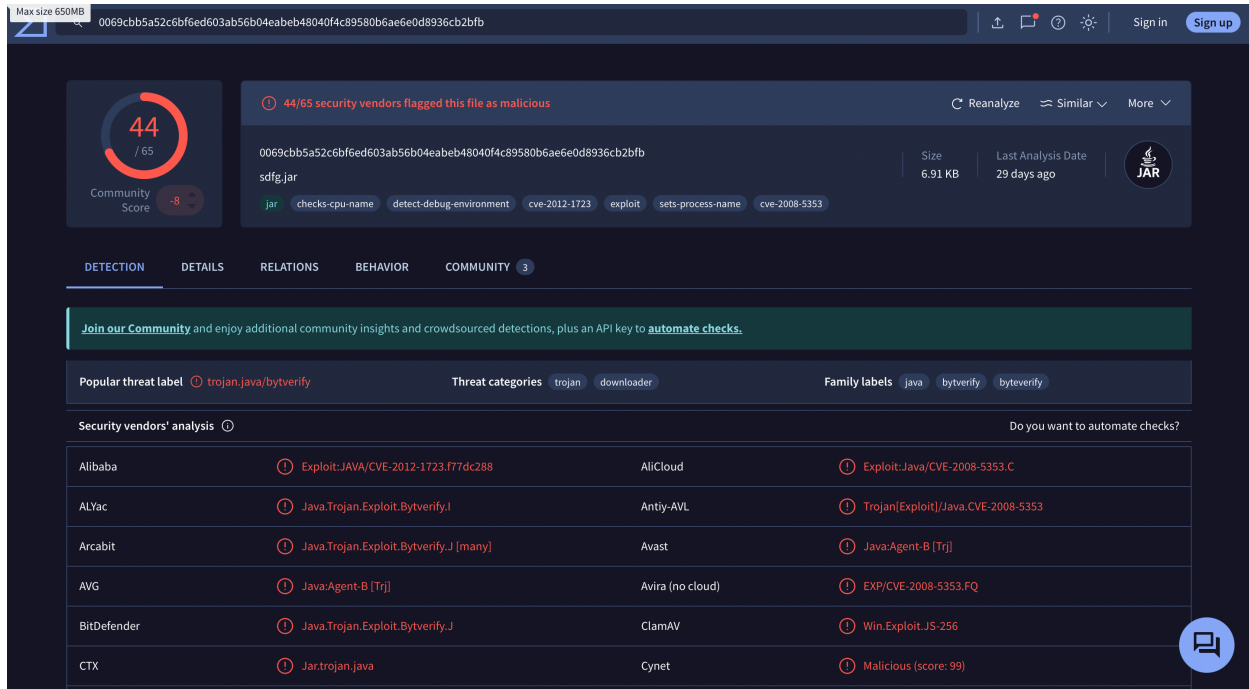 Max size 650MB
0069cbb5a52c6bf6ed603ab56b04eabeb48040f4c89580b6ae6e0d8936cb2bfb
Sign in
Sign up
44
/ 65
Community
Score
-8
44/65 security vendors flagged this file as malicious
Reanalyze
Similar
More
0069cbb5a52c6bf6ed603ab56b04eabeb48040f4c89580b6ae6e0d8936cb2bfb
sdfg.jar
Size
6.91 KB
Last Analysis Date
29 days ago
JAR
jar checks-cpu-name detect-debug-environment cve-2012-1723 exploit sets-process-name cve-2008-5353
DETECTION DETAILS RELATIONS BEHAVIOR COMMUNITY 3
Join our Community and enjoy additional community insights and crowdsourced detections, plus an API key to automate checks.
Popular threat label trojan.java/bytverify Threat categories trojan downloader Family labels java bytverify byteverify
Security vendors' analysis Do you want to automate checks?
Alibaba Exploit:JAVA/CVE-2012-1723.f77dc288 AliCloud Exploit:Java/CVE-2008-5353.C
ALYac Java.Trojan.Exploit.Bytverify.I Antiy-AVL Trojan[Exploit]/Java.CVE-2008-5353
Arcabit Java.Trojan.Exploit.Bytverify.J [many] Avast Java:Agent-B [Trj]
AVG Java:Agent-B [Trj] Avira (no cloud) EXP/CVE-2008-5353.FQ
BitDefender Java.Trojan.Exploit.Bytverify.J ClamAV Win.Exploit.JS-256
CTX Jar.trojan.java Cynet Malicious (score: 99)